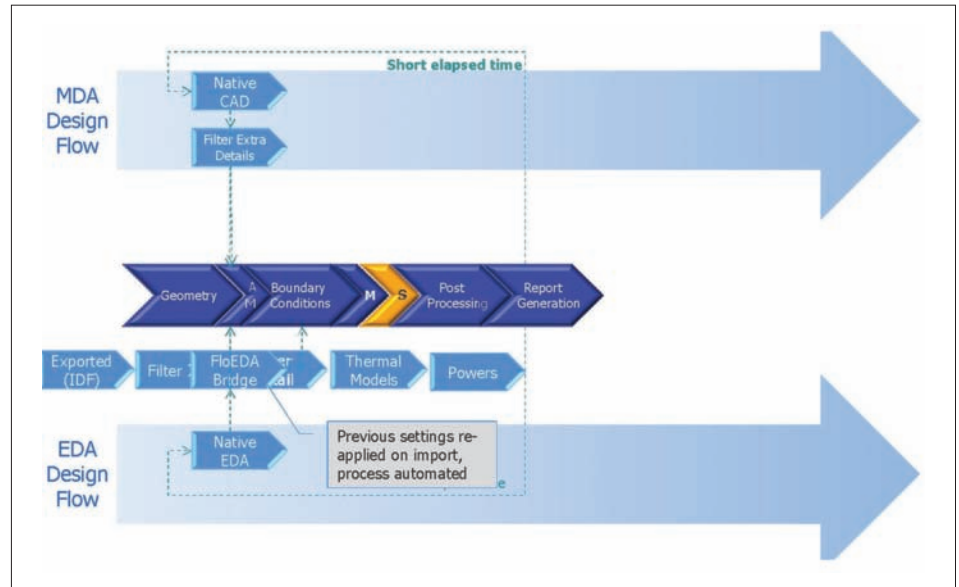 Short elapsed time
MDA
Design
Flow
Native
CAD
Filter Extra
Details
Geometry
A
M
Boundary
Conditions
M
S
Post
Processing
Report
Generation
Exported
(IDF)
Filter
FloEDA
Bridge
Thermal
Models
Powers
EDA
Design
Flow
Native
EDA
Previous settings re-
applied on import,
process automated